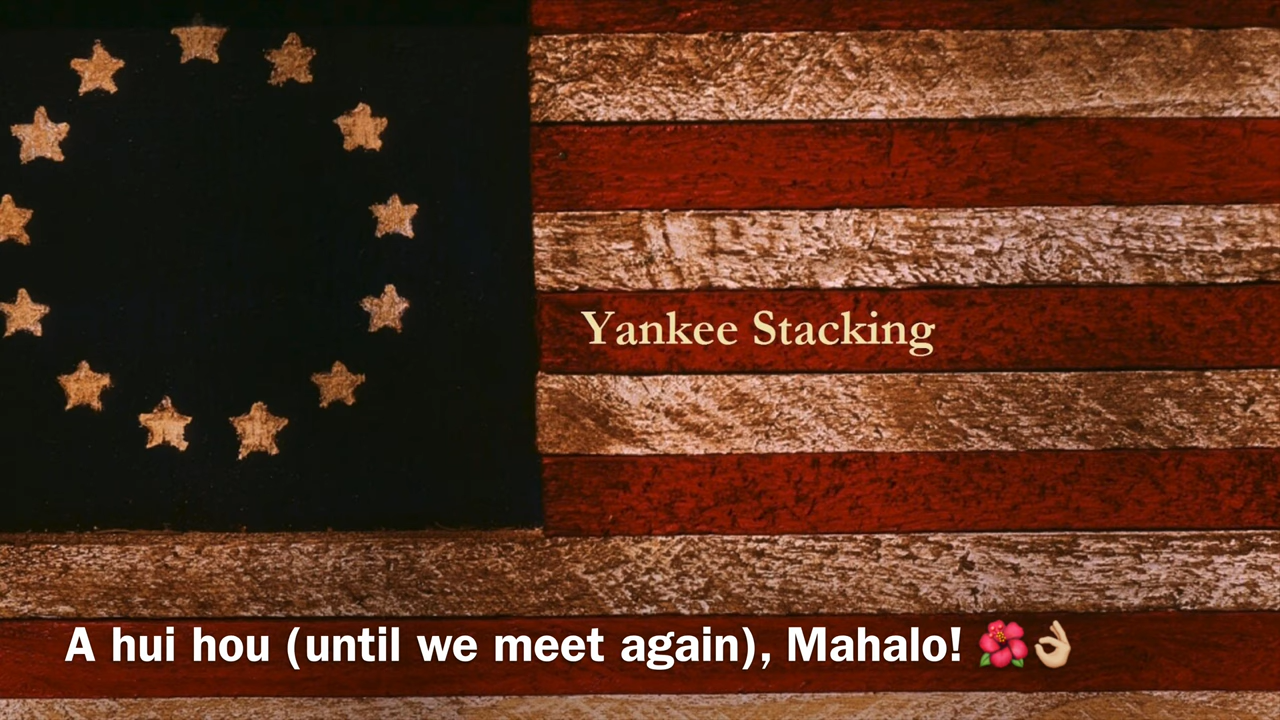 Yankee Stacking
A hui hou (until we meet again), Mahalo! 🌺👌🏼